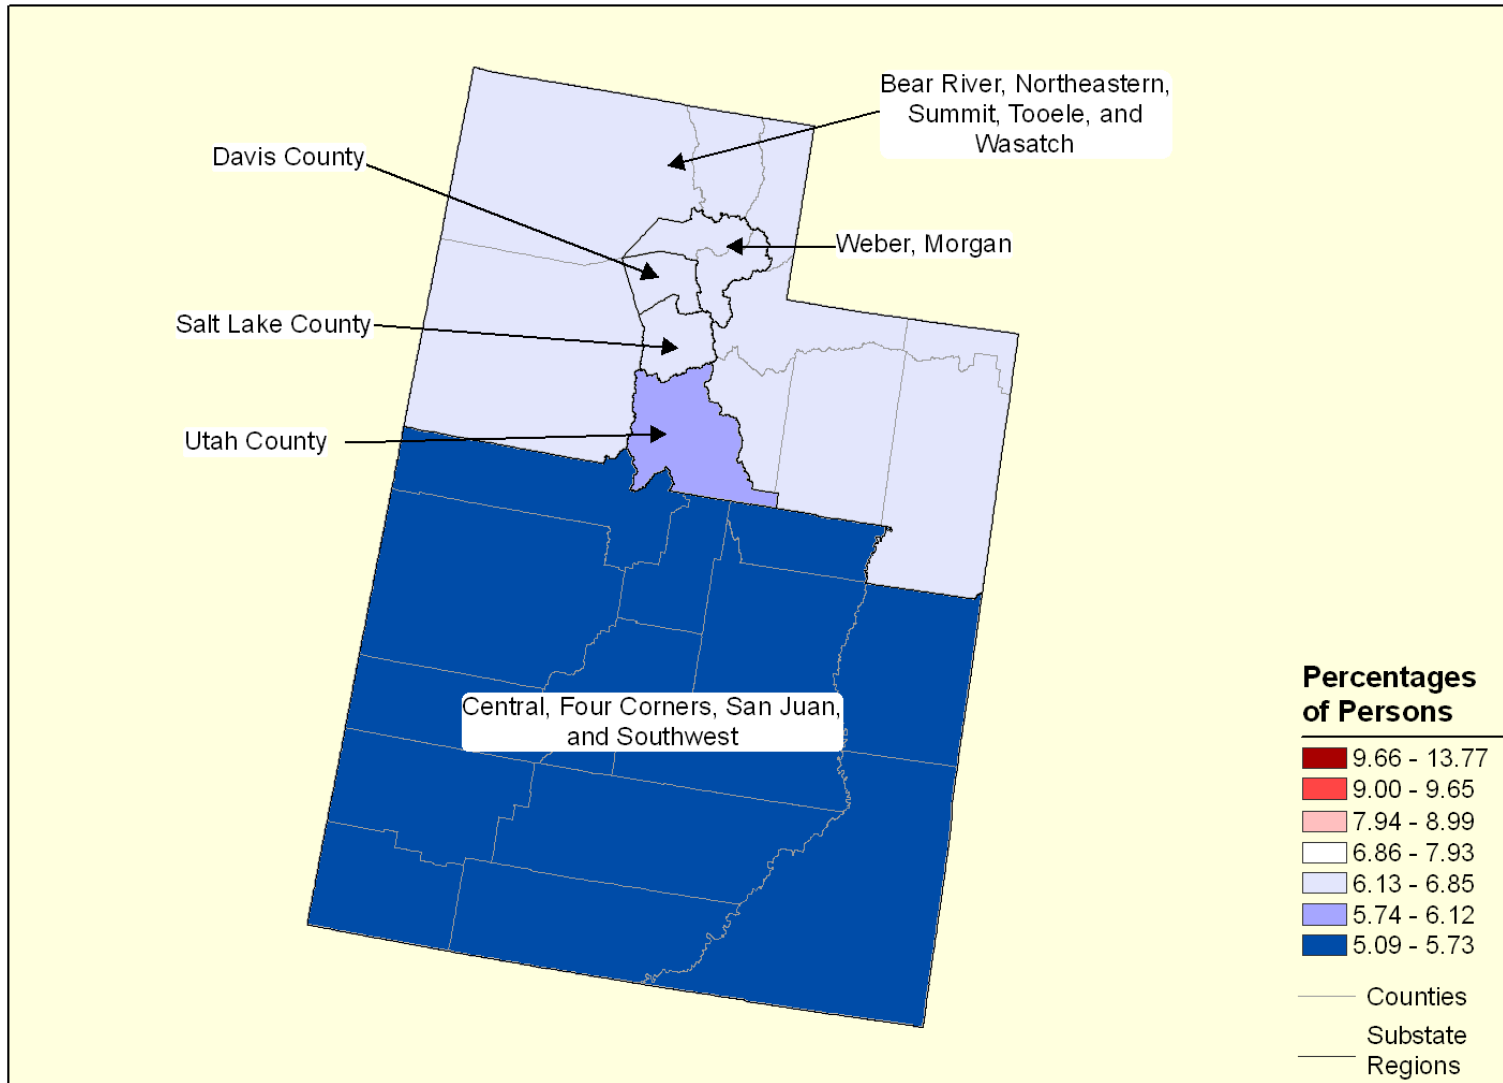 Bear River, Northeastern,
Summit, Tooele, and
Wasatch
Davis County
Weber, Morgan
Salt Lake County
Utah County
Central, Four Corners, San Juan,
and Southwest
Percentages
of Persons
9.66 - 13.77
9.00 - 9.65
7.94 - 8.99
6.86 - 7.93
6.13 - 6.85
5.74 - 6.12
5.09 - 5.73
Counties
Substate
Regions